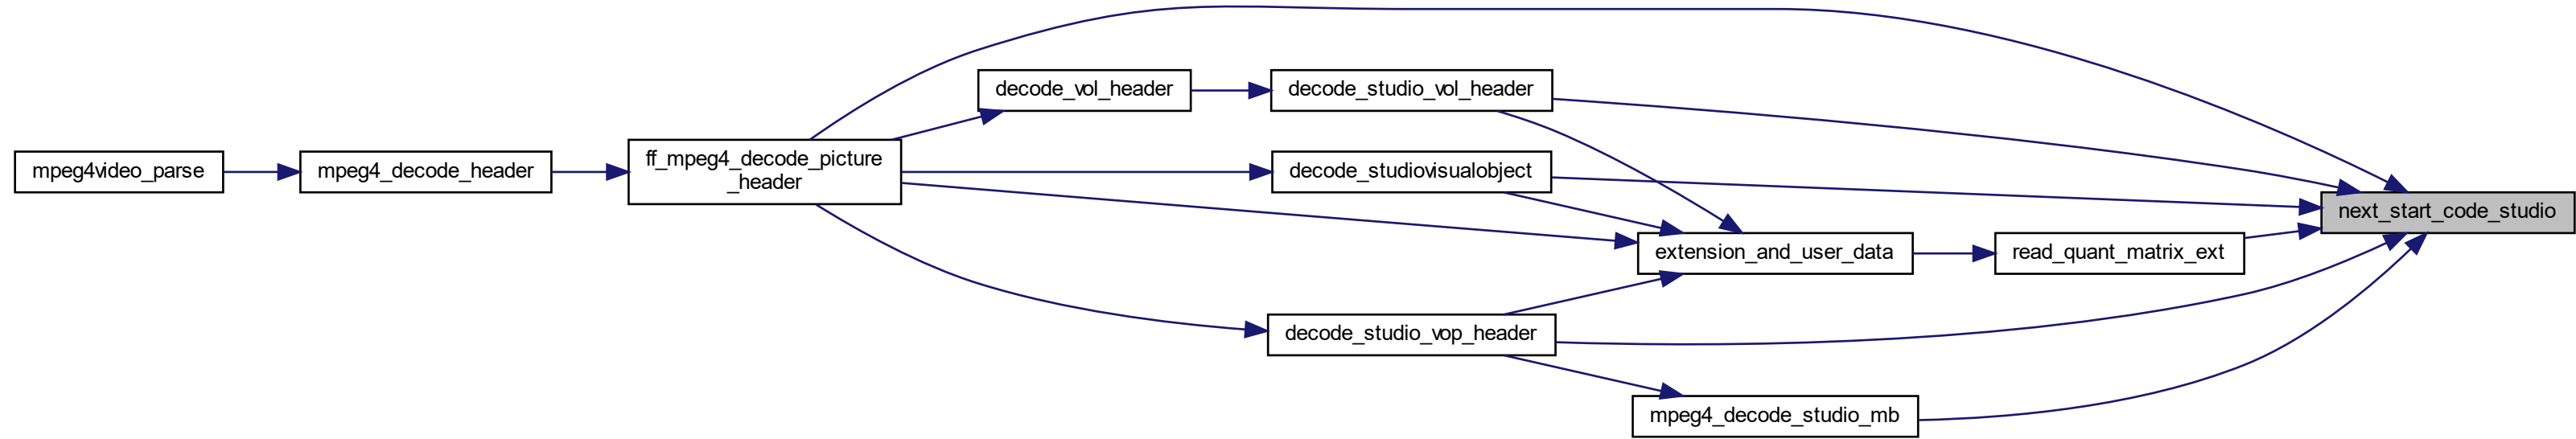 decode_vol_header
decode_studio_vol_header
mpeg4video_parse
mpeg4_decode_header
ff_mpeg4_decode_picture
_header
decode_studiovisualobject
next_start_code_studio
extension_and_user_data
read_quant_matrix_ext
decode_studio_vop_header
mpeg4_decode_studio_mb